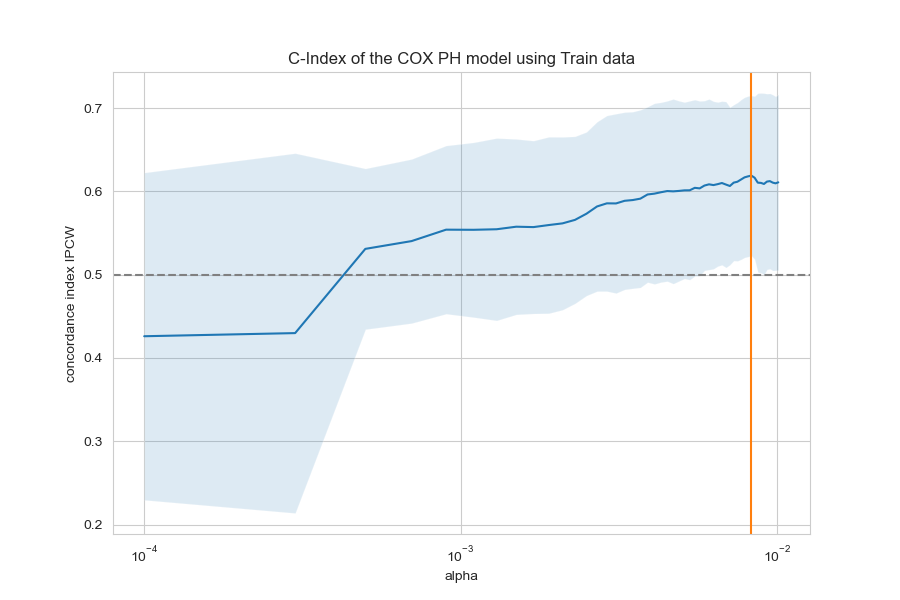 C-Index of the COX PH model using Train data
concordance index IPCW
0.7
0.6
0.5
0.4
0.3
0.2
10⁻⁴ 10⁻³ 10⁻²
alpha